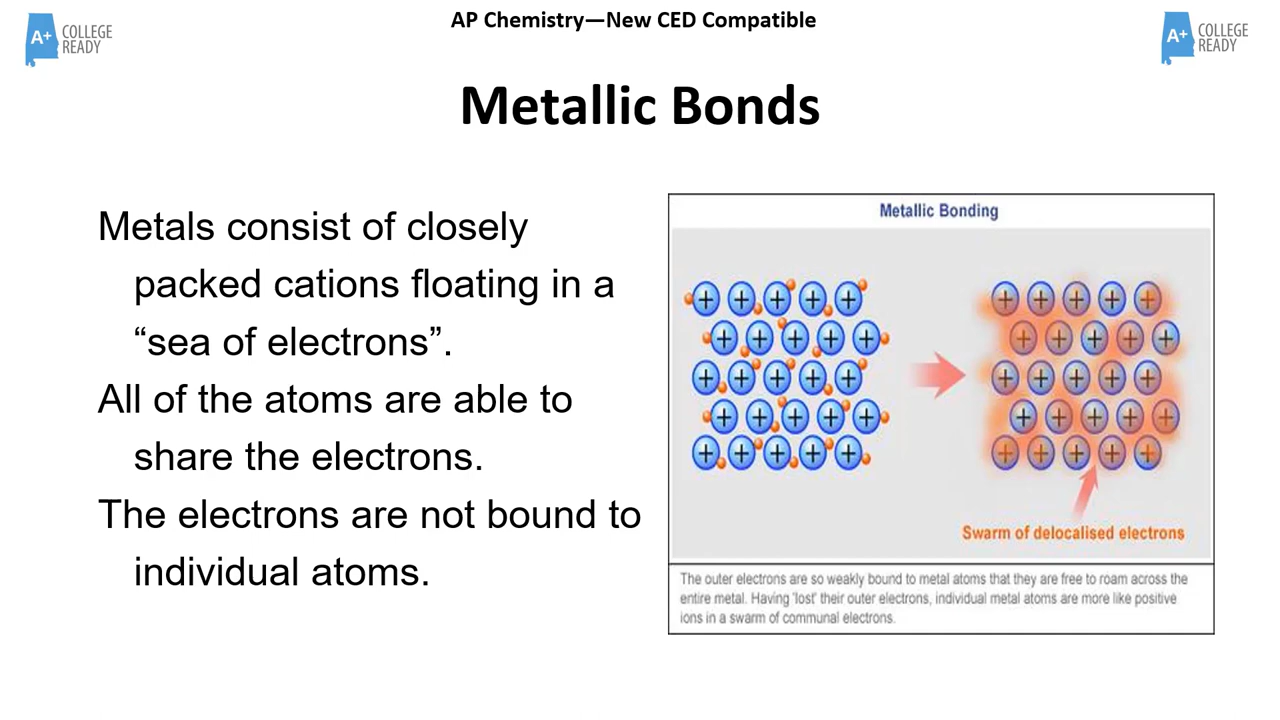 AP Chemistry—New CED Compatible
A+ COLLEGE
READY
A+ COLLEGE
READY
Metallic Bonds
Metals consist of closely
packed cations floating in a
“sea of electrons”.
All of the atoms are able to
share the electrons.
The electrons are not bound to
individual atoms.
Metallic Bonding
+ + + + +
+ + + + +
+ + + + +
+ + + + +
+ + + + +
+ + + + +
+ + + + +
+ + + + +
+ + + + +
+ + + + +
Swarm of delocalised electrons
The outer electrons are so weakly bound to metal atoms that they are free to roam across the
entire metal. Having 'lost' their outer electrons, individual metal atoms are more like positive
ions in a swarm of communal electrons.